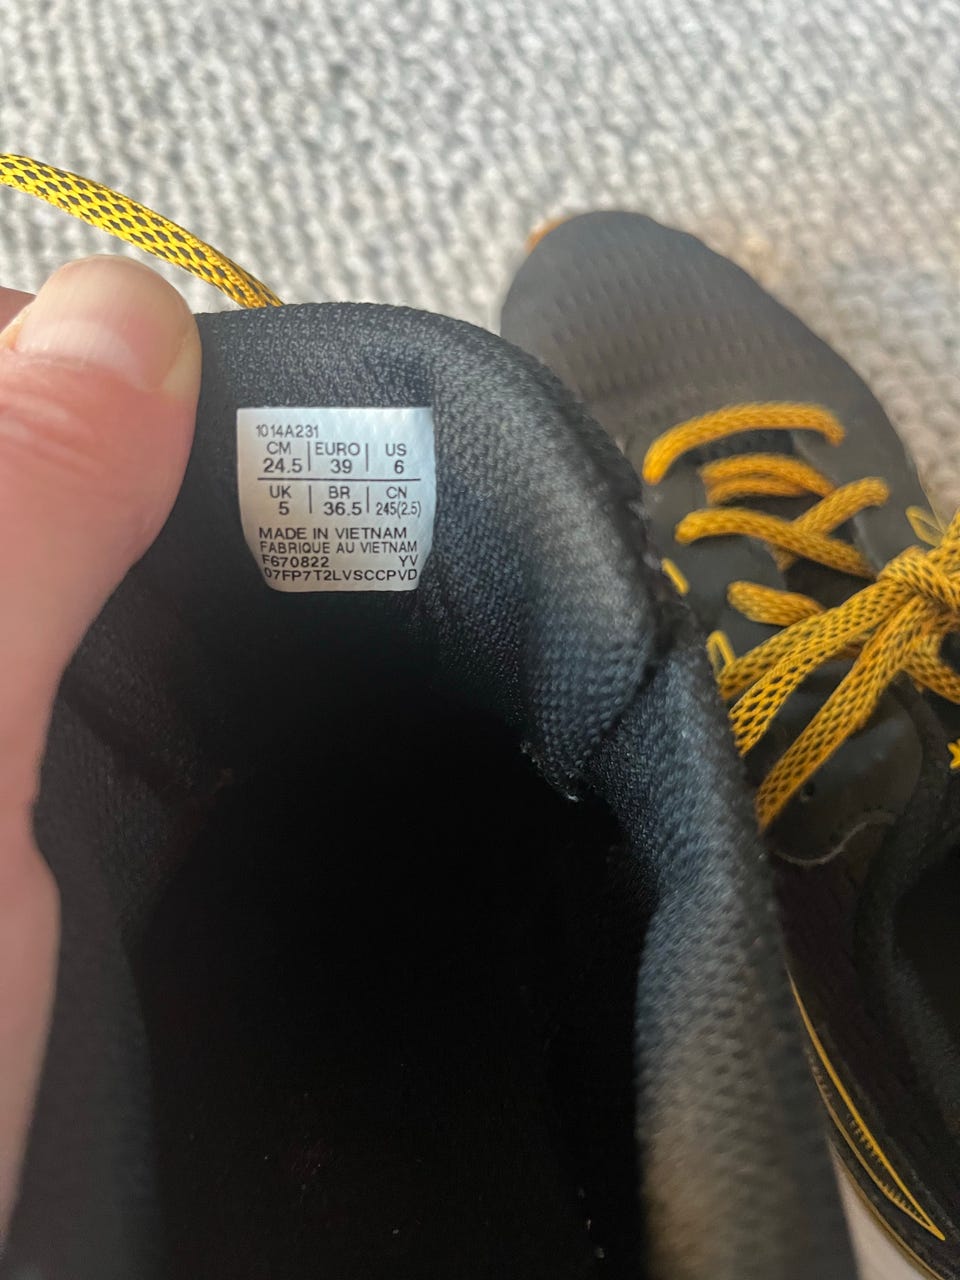 1014A231
CM | EURO | US
24.5 | 39 | 6
UK | BR | CN
5 | 36.5 | 245(2.5)
MADE IN VIETNAM
FABRIQUE AU VIETNAM
F670822 YV
07FP7T2LVSCCPVD